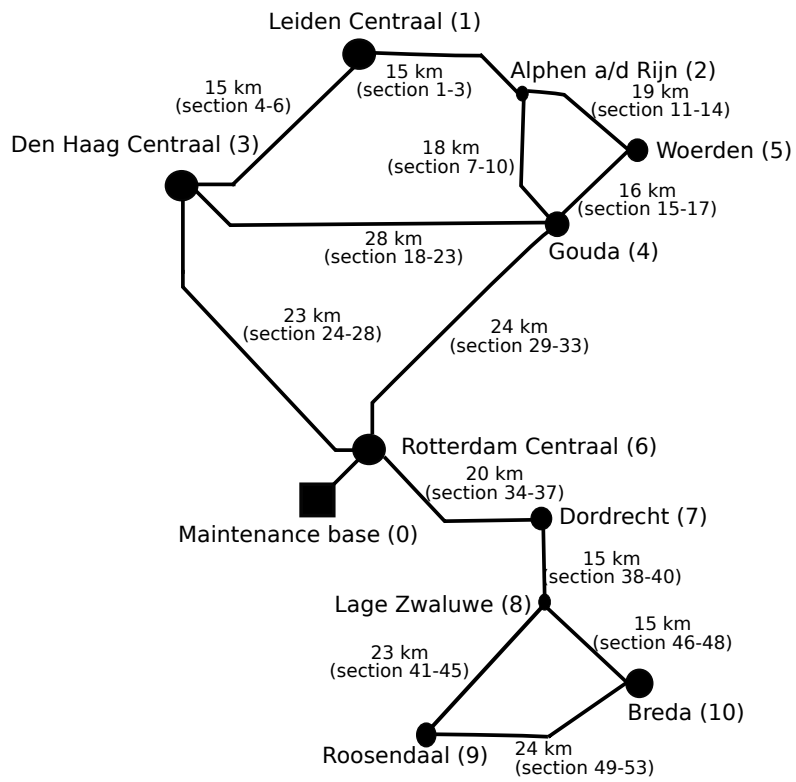 Leiden Centraal (1)
15 km
(section 1-3)
Alphen a/d Rijn (2)
15 km
(section 4-6)
19 km
(section 11-14)
Den Haag Centraal (3)
18 km
(section 7-10)
Woerden (5)
16 km
(section 15-17)
28 km
(section 18-23)
Gouda (4)
23 km
(section 24-28)
24 km
(section 29-33)
Rotterdam Centraal (6)
20 km
(section 34-37)
Maintenance base (0)
Dordrecht (7)
15 km
(section 38-40)
Lage Zwaluwe (8)
15 km
(section 46-48)
23 km
(section 41-45)
Breda (10)
Roosendaal (9)
24 km
(section 49-53)